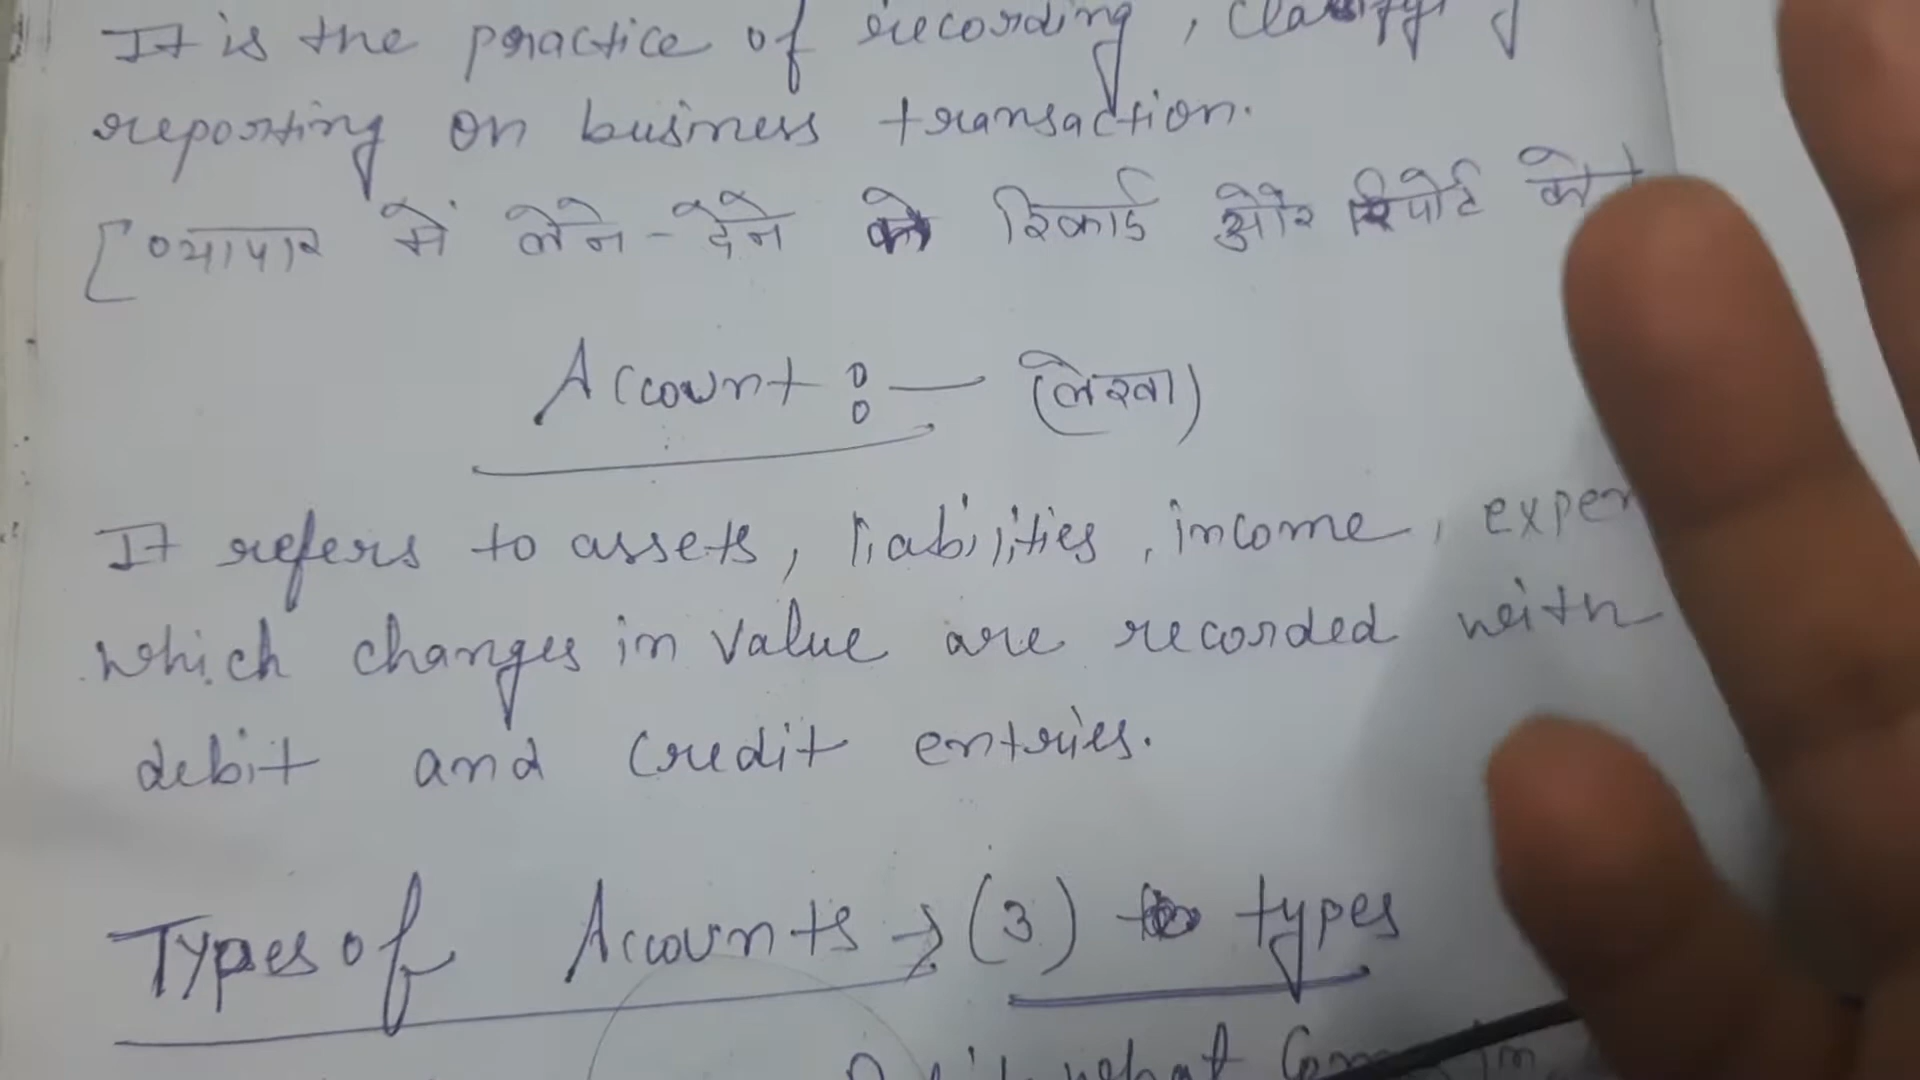 It is the practice of recording, Classify
reporting on business transaction.
[व्यापार में लेने-देने को रिकार्ड और रिपोर्ट
Account :- (लेखा)
It refers to assets, liabilities, income,
which changes in value are recorded with
debit and credit entries.
Types of Accounts → (3) types
what